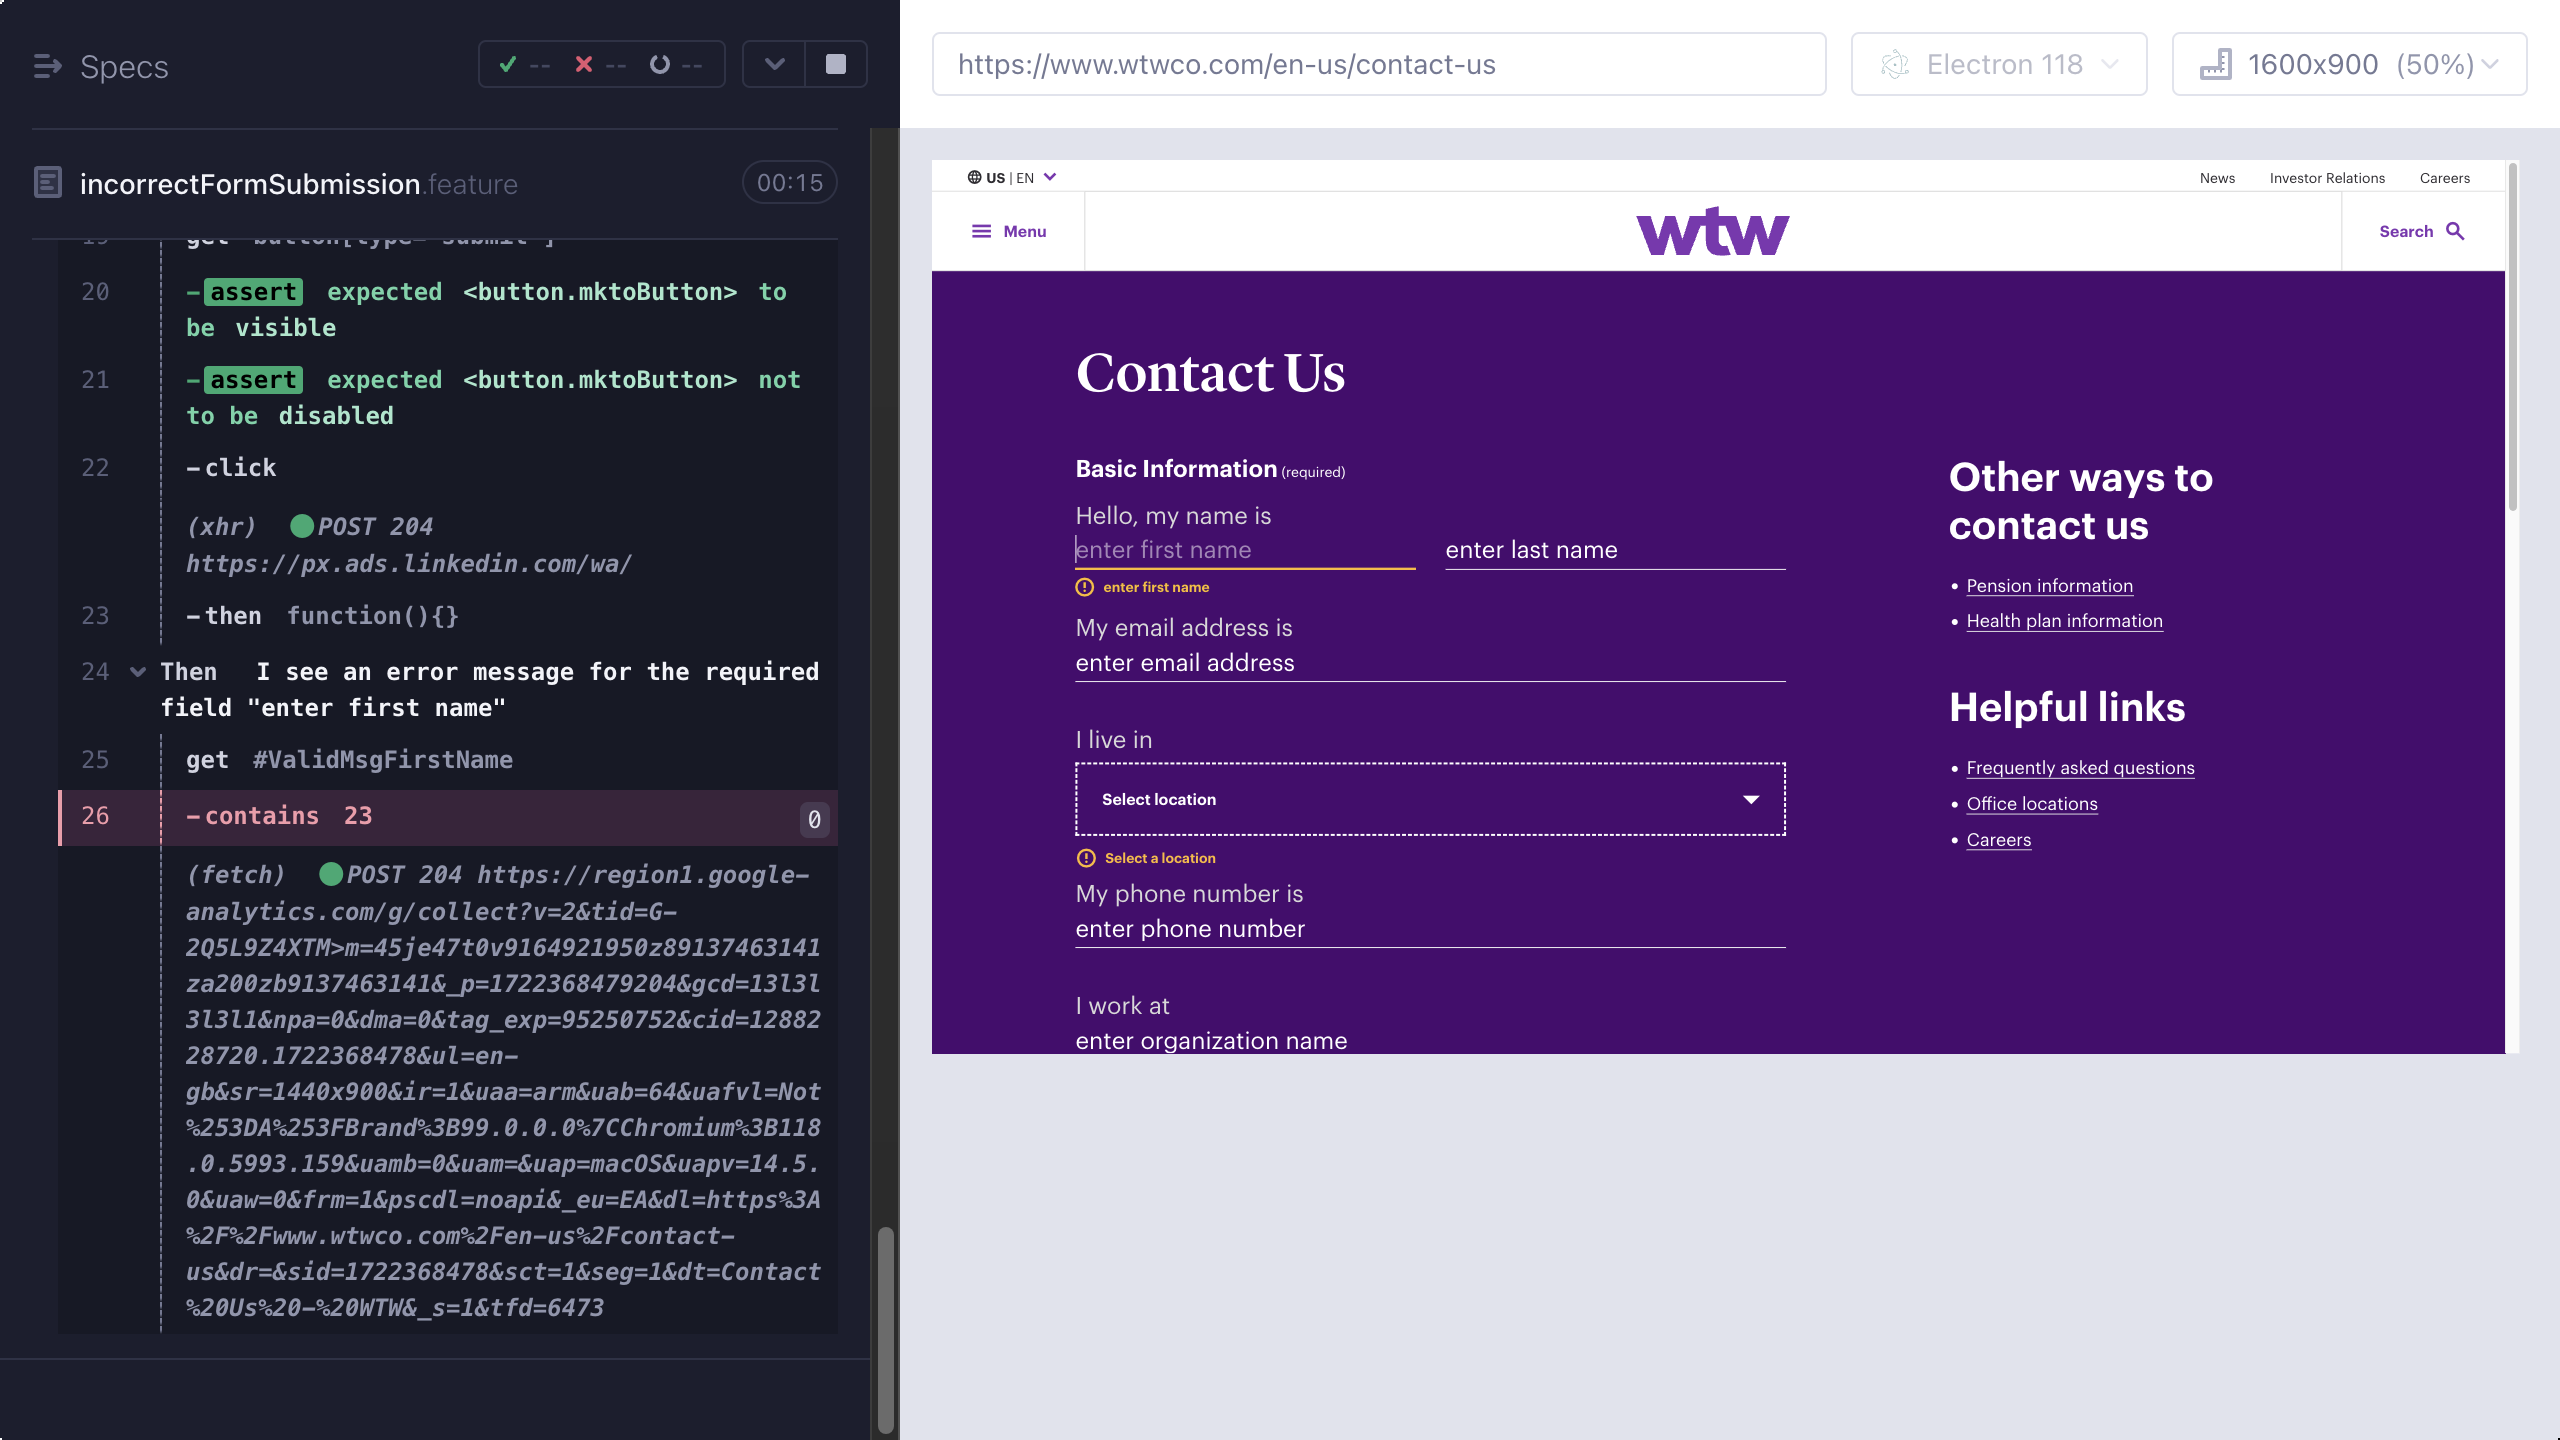 Specs
-- -- --
incorrectFormSubmission.feature 00:15
19 get button[type="submit"]
20 -assert expected <button.mktoButton> to
be visible
21 -assert expected <button.mktoButton> not
to be disabled
22 -click
(xhr) POST 204
https://px.ads.linkedin.com/wa/
23 -then function(){}
24 Then I see an error message for the required
field "enter first name"
25 get #ValidMsgFirstName
26 -contains 23 0
(fetch) POST 204 https://region1.google-
analytics.com/g/collect?v=2&tid=G-
2Q5L9Z4XTM>m=45je47t0v9164921950z89137463141
za200zb9137463141&_p=1722368479204&gcd=13l3l
3l3l1&npa=0&dma=0&tag_exp=95250752&cid=12882
28720.1722368478&ul=en-
gb&sr=1440x900&ir=1&uaa=arm&uab=64&uafvl=Not
%253DA%253FBrand%3B99.0.0.0%7CChromium%3B118
.0.5993.159&uamb=0&uam=&uap=macOS&uapv=14.5.
0&uaw=0&frm=1&pscdl=noapi&_eu=EA&dl=https%3A
%2F%2Fwww.wtwco.com%2Fen-us%2Fcontact-
us&dr=&sid=1722368478&sct=1&seg=1&dt=Contact
%20Us%20-%20WTW&_s=1&tfd=6473
https://www.wtwco.com/en-us/contact-us
Electron 118
1600x900 (50%)
US | EN
News Investor Relations Careers
Menu
wtw
Search
Contact Us
Basic Information (required)
Hello, my name is
enter first name enter last name
enter first name
My email address is
enter email address
I live in
Select location
Select a location
My phone number is
enter phone number
I work at
enter organization name
Other ways to
contact us
• Pension information
• Health plan information
Helpful links
• Frequently asked questions
• Office locations
• Careers